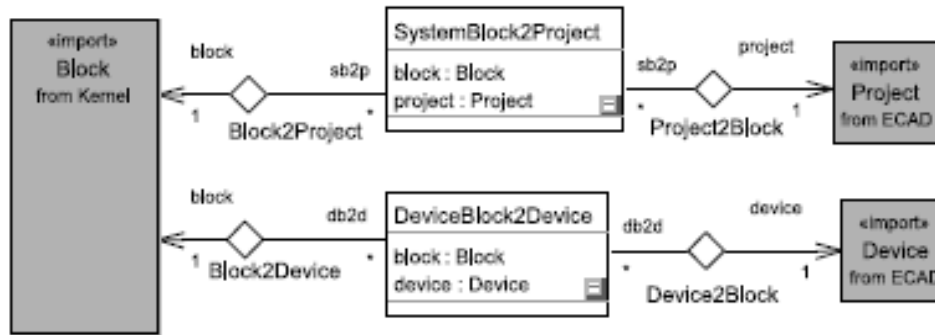 «import»
Block
from Kernel
block
sb2p
1
*
Block2Project
SystemBlock2Project
block : Block
project : Project
project
sb2p
*
1
Project2Block
«import»
Project
from ECAD
block
db2d
1
*
Block2Device
DeviceBlock2Device
block : Block
device : Device
device
db2d
*
1
Device2Block
«import»
Device
from ECAD